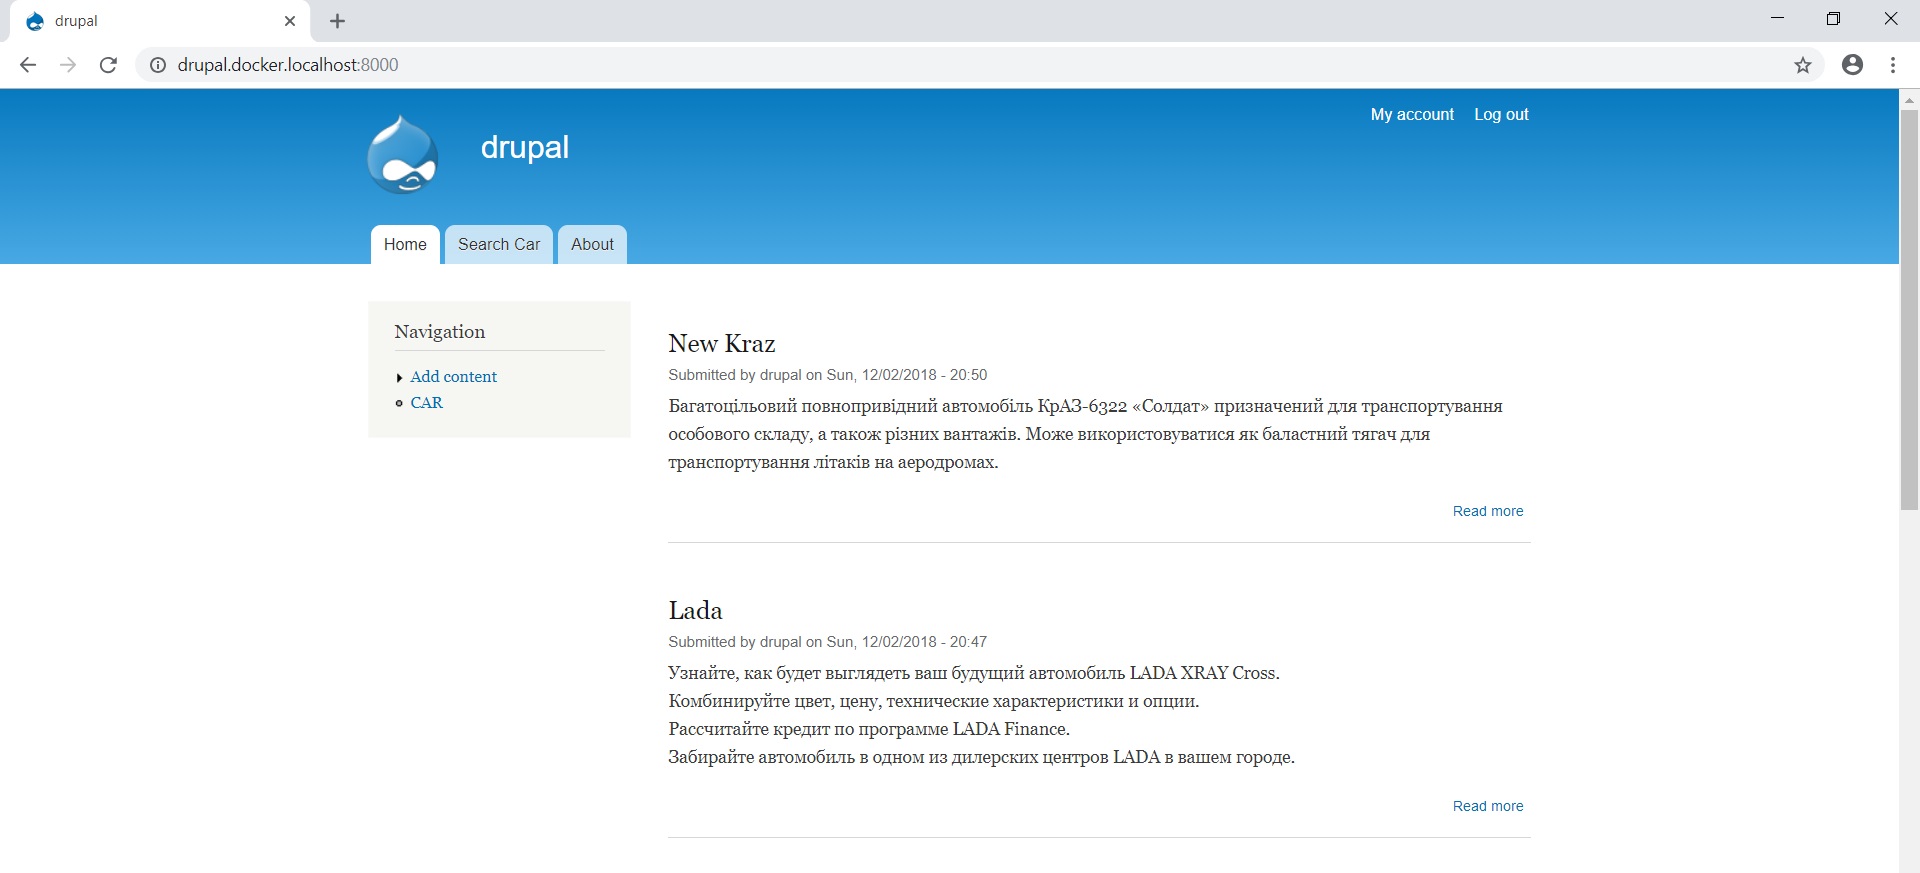 drupal
drupal.docker.localhost:8000
My account Log out
drupal
Home Search Car About
Navigation
Add content
CAR
New Kraz
Submitted by drupal on Sun, 12/02/2018 - 20:50
Багатоцільовий повнопривідний автомобіль КрАЗ-6322 «Солдат» призначений для транспортування
особового складу, а також різних вантажів. Може використовуватися як баластний тягач для
транспортування літаків на аеродромах.
Read more
Lada
Submitted by drupal on Sun, 12/02/2018 - 20:47
Узнайте, как будет выглядеть ваш будущий автомобиль LADA XRAY Cross.
Комбинируйте цвет, цену, технические характеристики и опции.
Рассчитайте кредит по программе LADA Finance.
Забирайте автомобиль в одном из дилерских центров LADA в вашем городе.
Read more